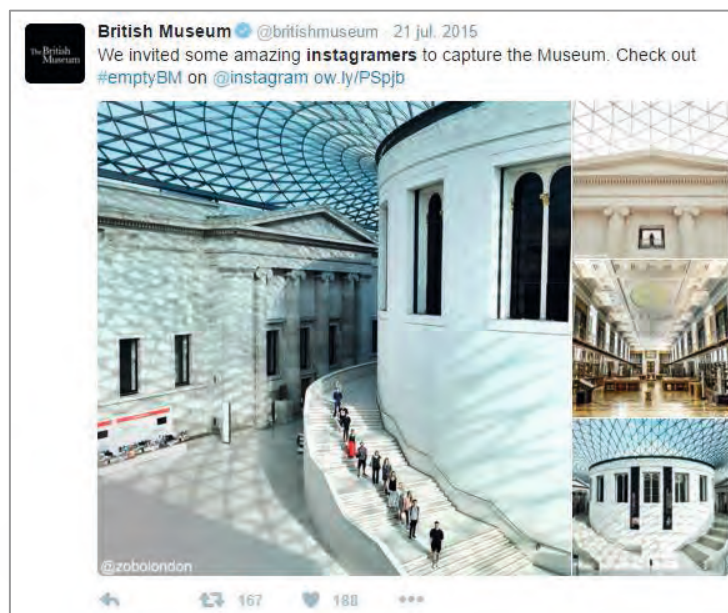 The British
Museum
British Museum @britishmuseum 21 jul. 2015
We invited some amazing instagramers to capture the Museum. Check out
#emptyBM on @instagram ow.ly/PSpjb
@zobolondon
167 188